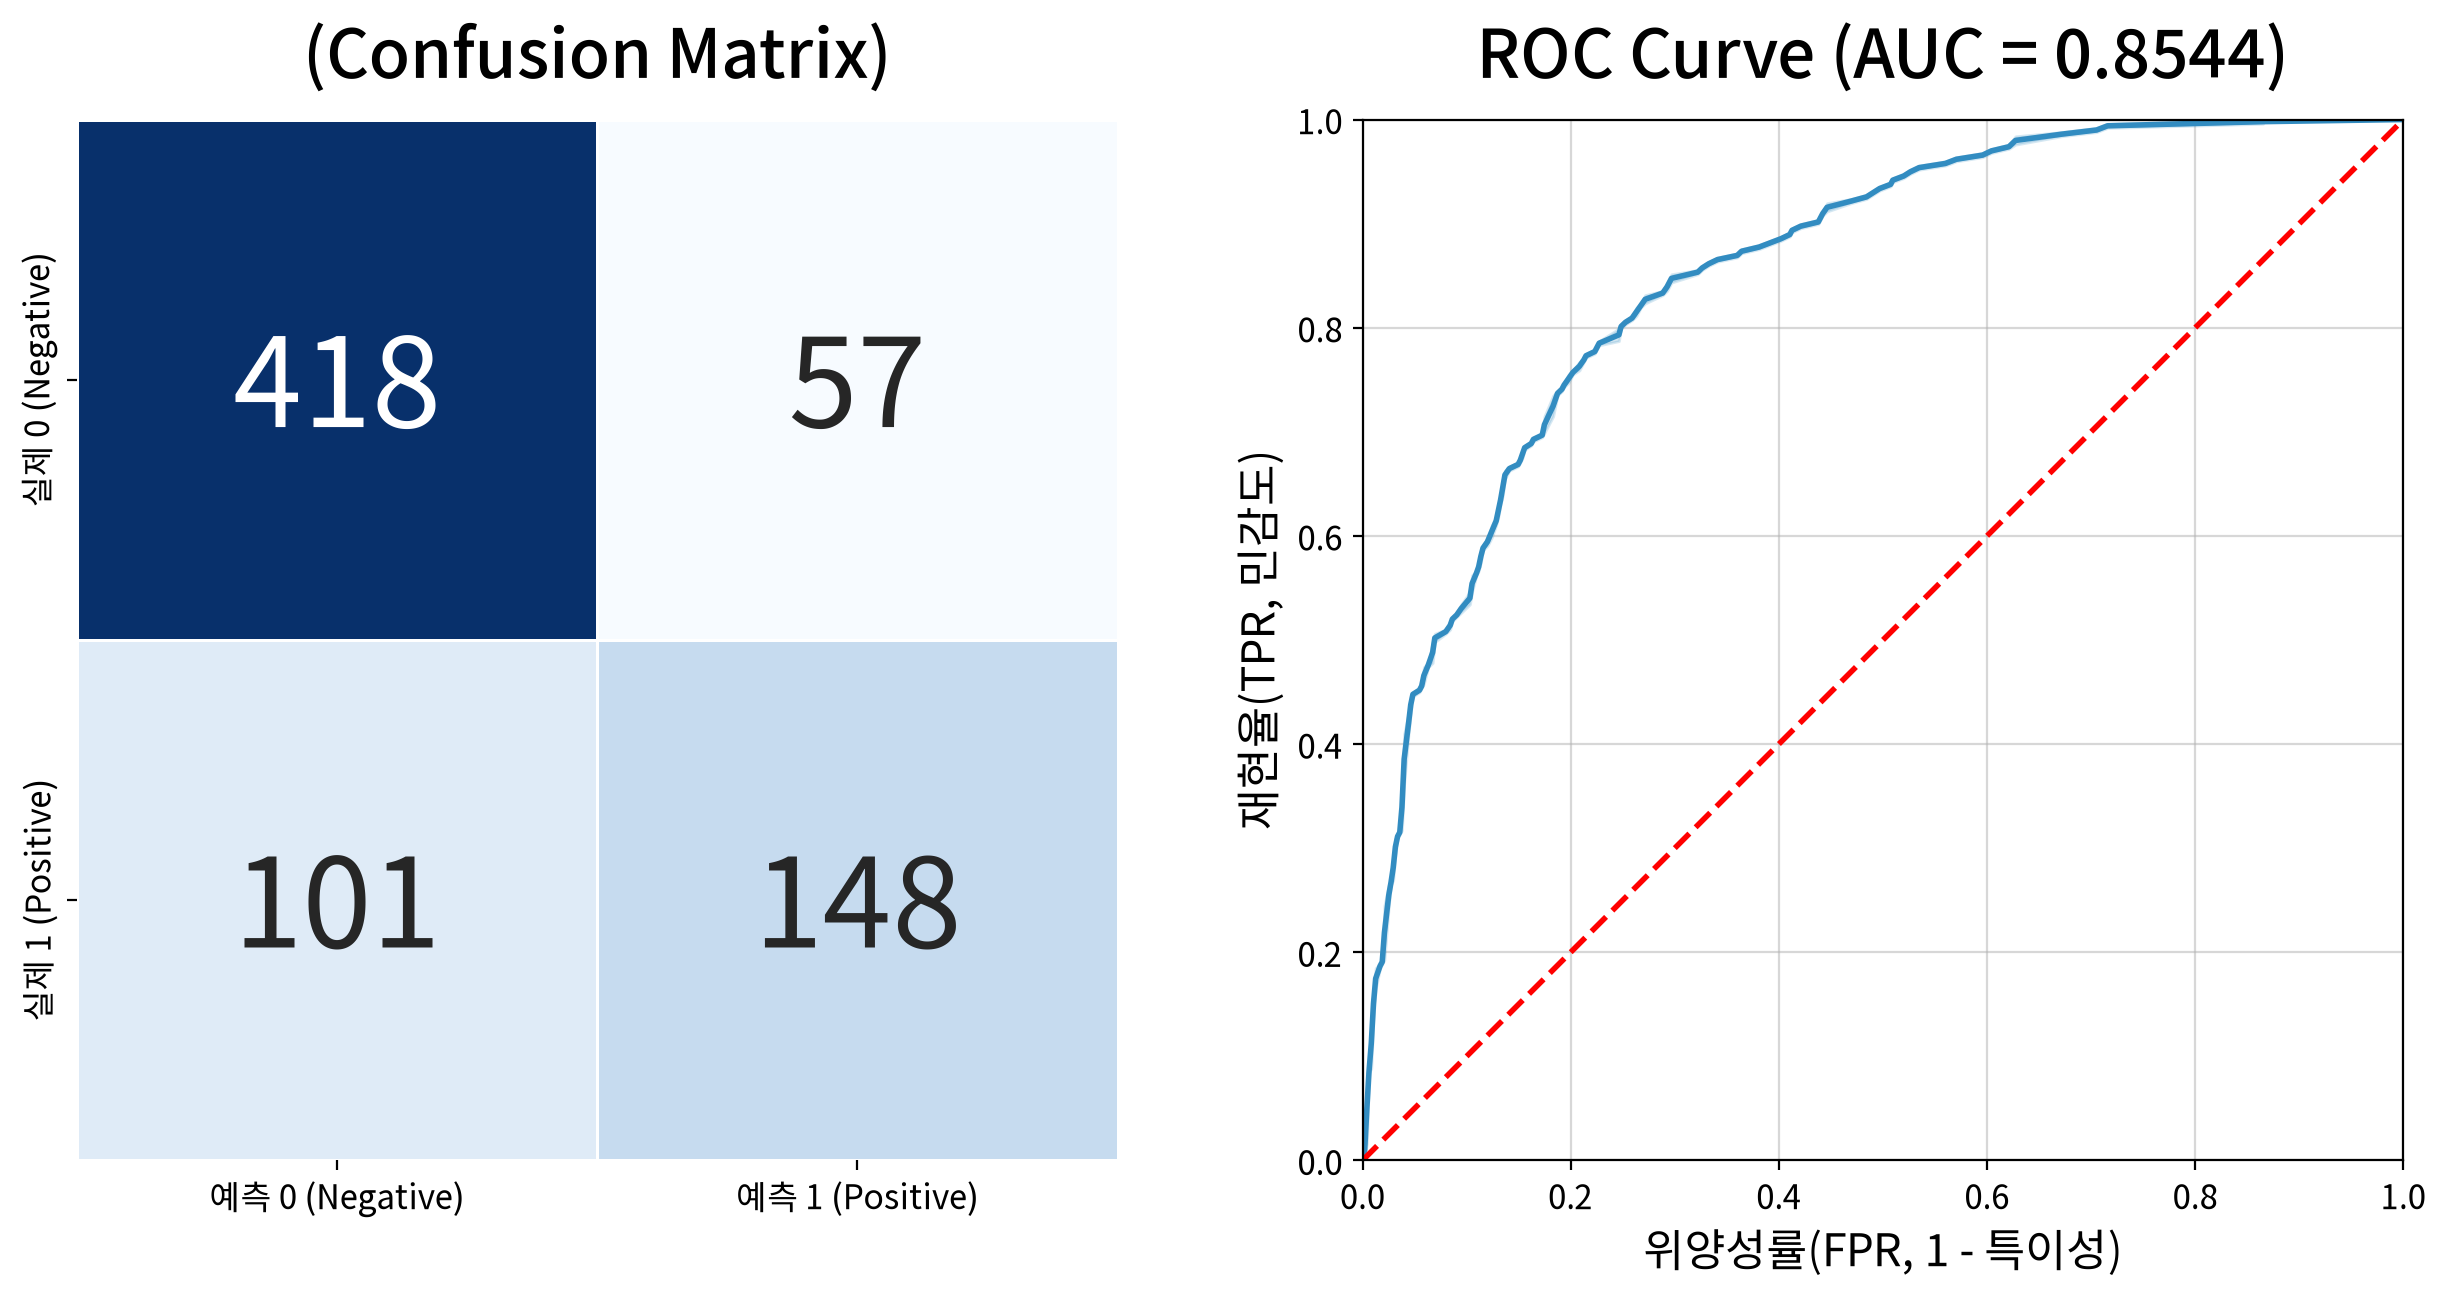 (Confusion Matrix)
실제 0 (Negative)
418
57
실제 1 (Positive)
101
148
예측 0 (Negative)
예측 1 (Positive)
ROC Curve (AUC = 0.8544)
재현율(TPR, 민감도)
1.0
0.8
0.6
0.4
0.2
0.0
0.0
0.2
0.4
0.6
0.8
1.0
위양성률(FPR, 1 - 특이성)